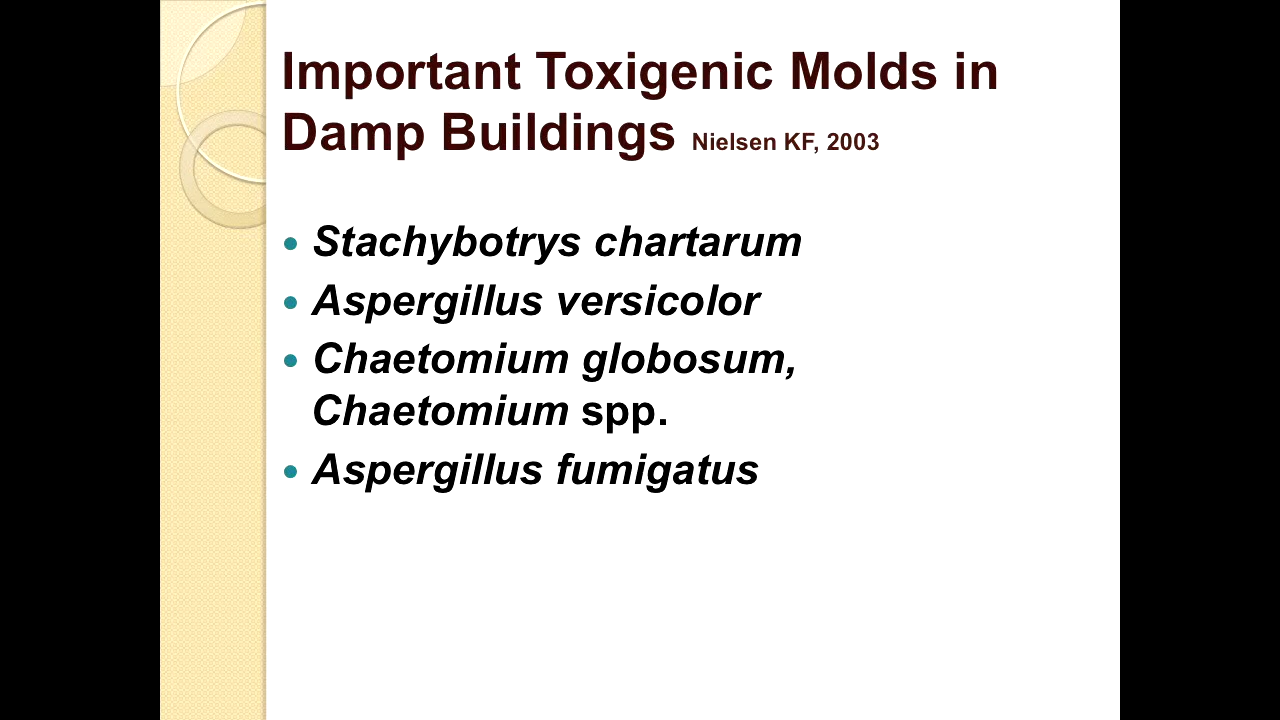 Important Toxigenic Molds in
Damp Buildings Nielsen KF, 2003
• Stachybotrys chartarum
• Aspergillus versicolor
• Chaetomium globosum,
Chaetomium spp.
• Aspergillus fumigatus